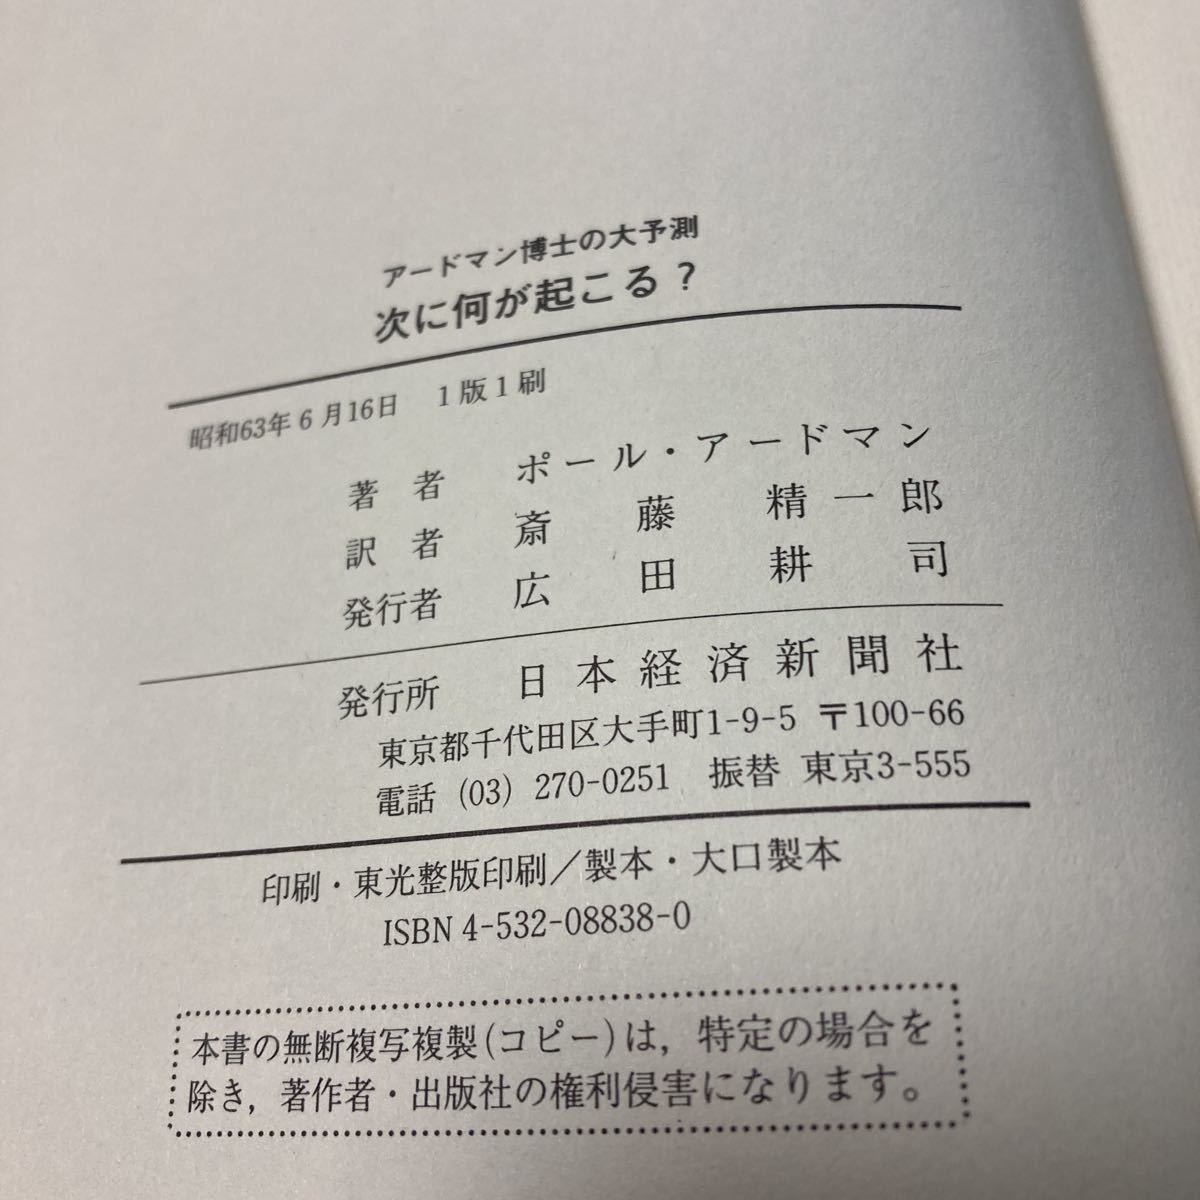 アードマン博士の大予測
次に何が起こる?
昭和63年6月16日 1版1刷
著者 ポール・アードマン
訳者 斎藤精一郎
発行者 広田耕司
発行所 日本経済新聞社
東京都千代田区大手町1-9-5 〒100-66
電話 (03) 270-0251 振替 東京3-555
印刷・東光整版印刷/製本・大口製本
ISBN 4-532-08838-0
本書の無断複写複製(コピー)は,特定の場合を
除き,著作者・出版社の権利侵害になります。